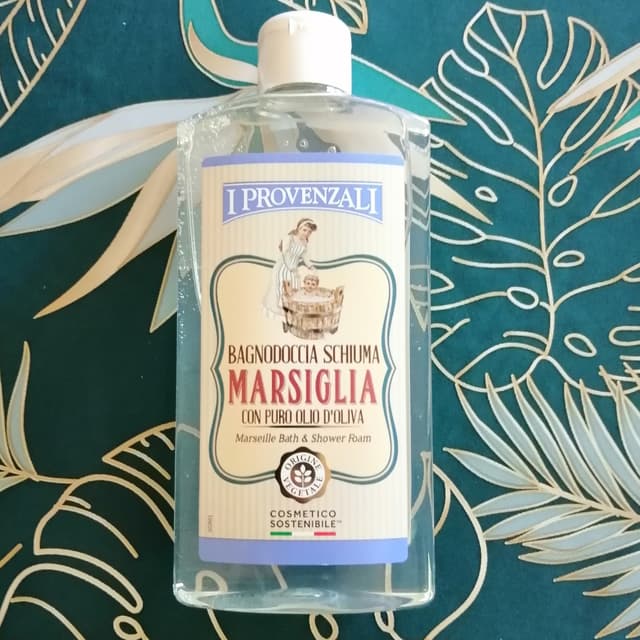 I PROVENZALI
BAGNODOCCIA SCHIUMA
MARSIGLIA
CON PURO OLIO D'OLIVA
Marseille Bath & Shower Foam
ORIGINE
VEGETALE
COSMETICO
SOSTENIBILE™